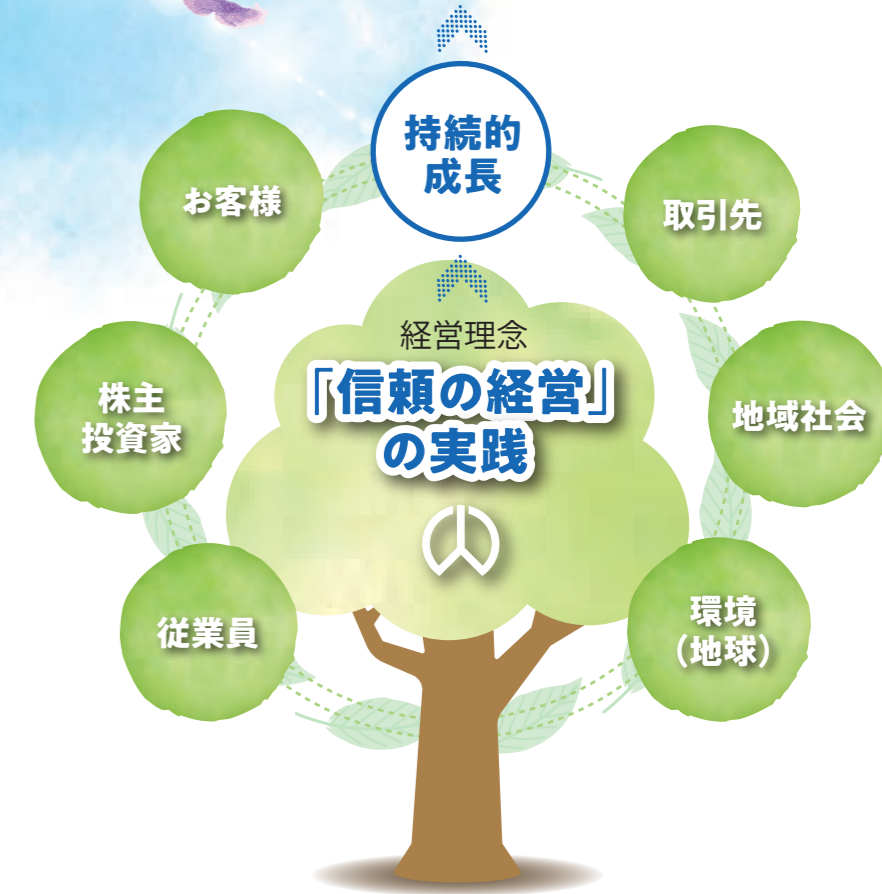 持続的
成長
お客様
取引先
経営理念
「信頼の経営」
の実践
株主
投資家
地域社会
従業員
環境
（地球）